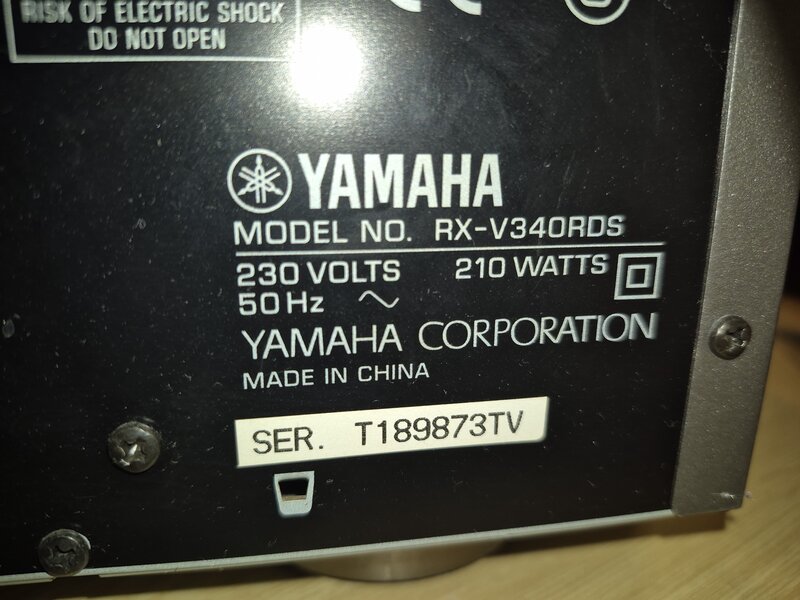 RISK OF ELECTRIC SHOCK
DO NOT OPEN
YAMAHA
MODEL NO. RX-V340RDS
230 VOLTS 210 WATTS
50 Hz ~
YAMAHA CORPORATION
MADE IN CHINA
SER. T189873TV